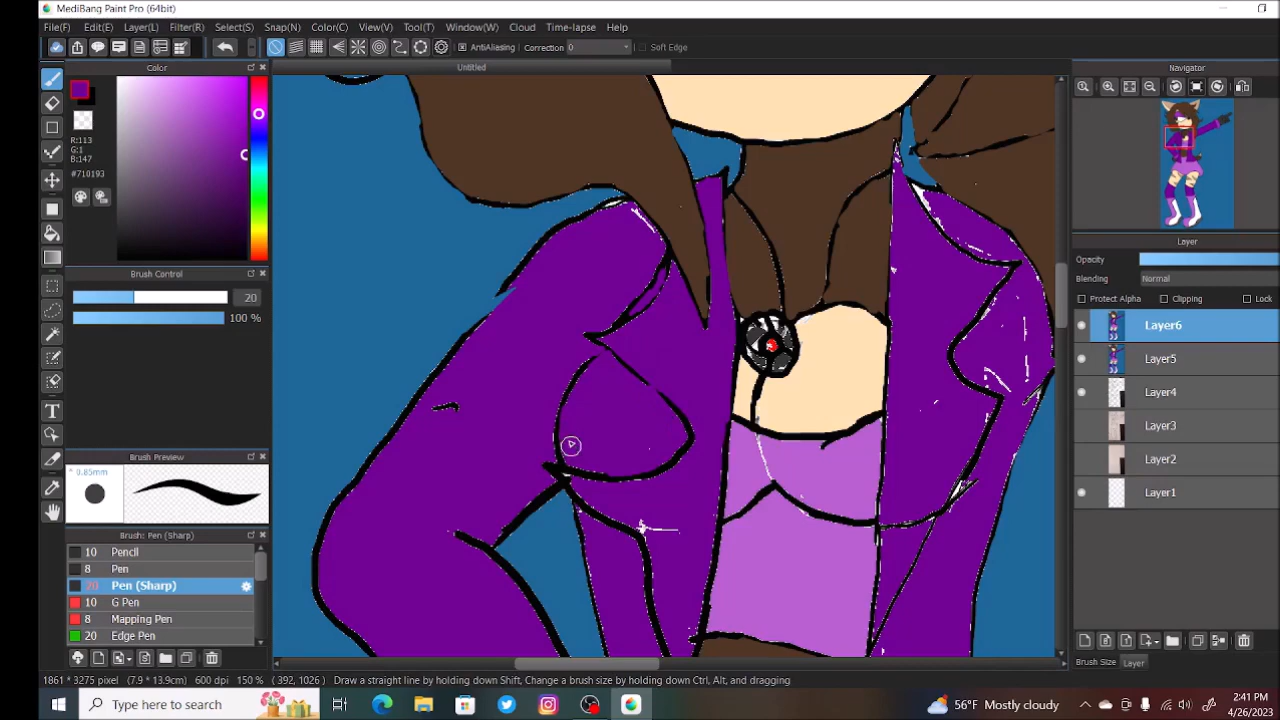 MediBang Paint Pro (64bit)
File(F) Edit(E) Layer(L) Filter(R) Select(S) Snap(N) Color(C) View(V) Tool(T) Window(W) Cloud Time-lapse Help
AntiAliasing Correction 0 Soft Edge
Color
Untitled
Navigator
R:113
G:1
B:147
#710193
Brush Control
20
100 %
Brush Preview
* 0.85mm
Brush: Pen (Sharp)
10 Pencil
8 Pen
20 Pen (Sharp)
10 G Pen
8 Mapping Pen
20 Edge Pen
Layer
Opacity
Blending Normal
Protect Alpha Clipping Lock
Layer6
Layer5
Layer4
Layer3
Layer2
Layer1
Brush Size Layer
1861 * 3275 pixel (7.9 * 13.9cm) 600 dpi 150 % (392, 1026) Draw a straight line by holding down Shift, Change a brush size by holding down Ctrl, Alt, and dragging
Type here to search
56°F Mostly cloudy
2:41 PM
4/26/2023